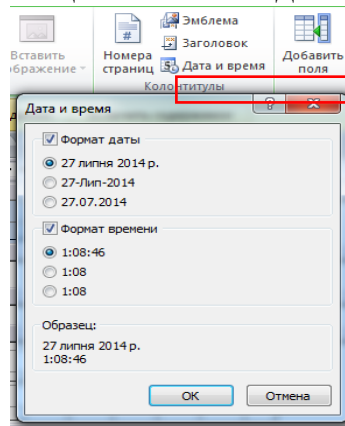 Эмблема
Заголовок
Вставить
Номера
страниц
Дата и время
Добавить
поля
Колонтитулы
Дата и время
Формат даты
27 липня 2014 р.
27-Лип-2014
27.07.2014
Формат времени
1:08:46
1:08
1:08
Образец:
27 липня 2014 р.
1:08:46
ОК
Отмена